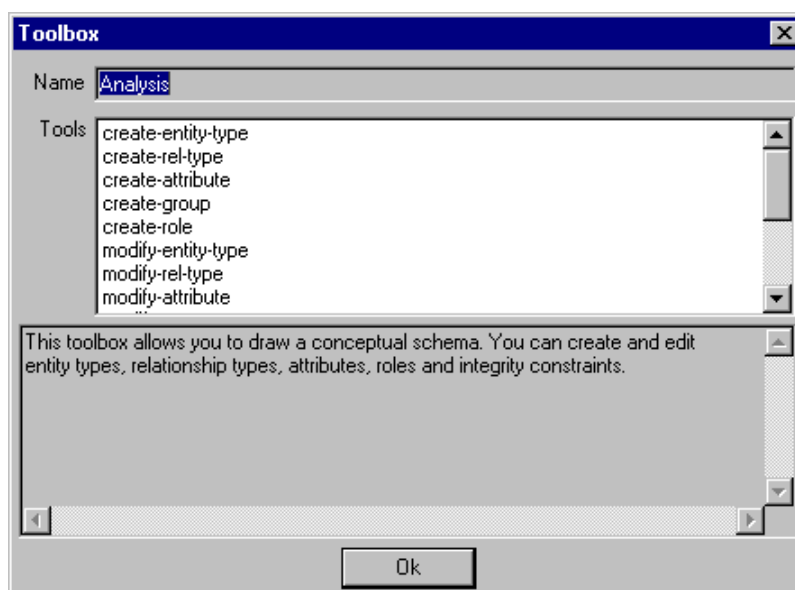 Toolbox
Name Analysis
Tools create-entity-type
create-rel-type
create-attribute
create-group
create-role
modify-entity-type
modify-rel-type
modify-attribute
This toolbox allows you to draw a conceptual schema. You can create and edit
entity types, relationship types, attributes, roles and integrity constraints.
Ok